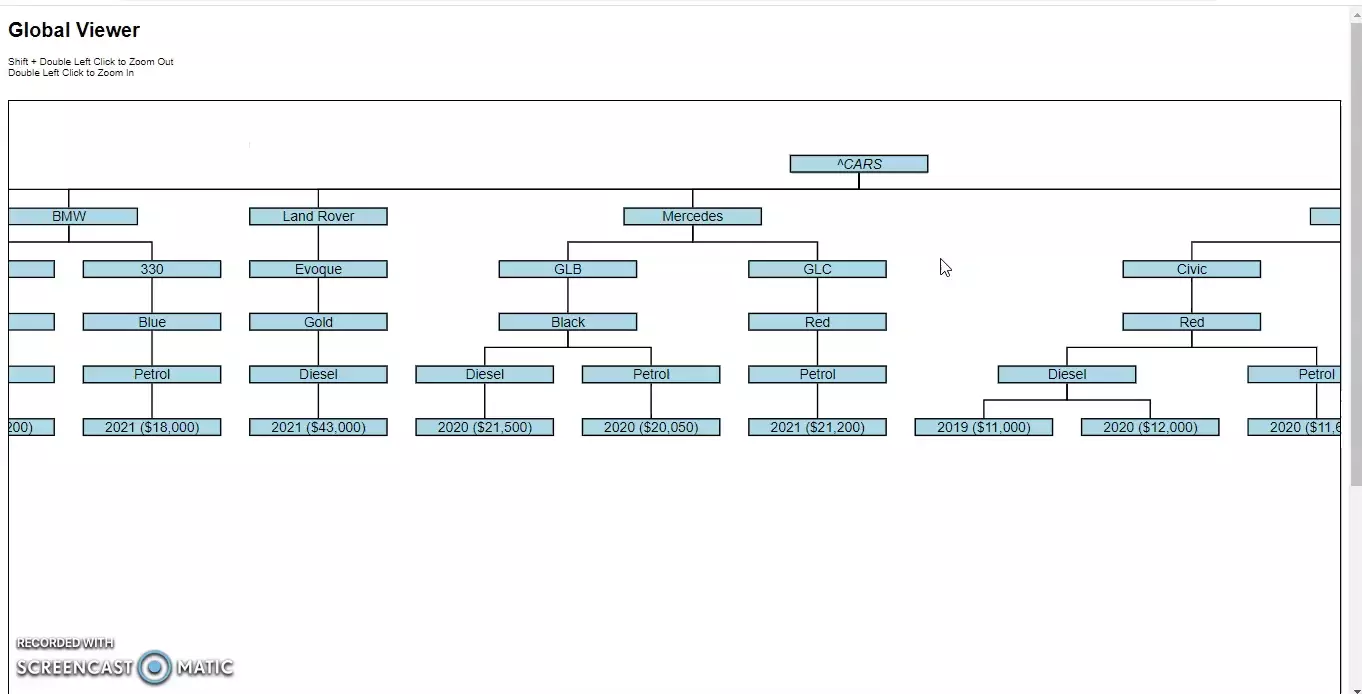 Global Viewer
Shift + Double Left Click to Zoom Out
Double Left Click to Zoom In
^CARS
BMW Land Rover Mercedes
330 Evoque GLB GLC Civic
Blue Gold Black Red Red
Petrol Diesel Diesel Petrol Petrol Diesel Petrol
200) 2021 ($18,000) 2021 ($43,000) 2020 ($21,500) 2020 ($20,050) 2021 ($21,200) 2019 ($11,000) 2020 ($12,000) 2020 ($11,6
RECORDED WITH
SCREENCAST MATIC